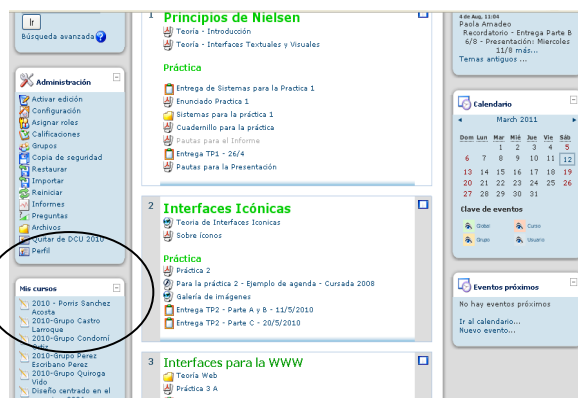 Ir
Búsqueda avanzada
Administración
Activar edición
Configuración
Asignar roles
Calificaciones
Grupos
Copia de seguridad
Restaurar
Importar
Reiniciar
Informes
Preguntas
Archivos
Quitar de DCU 2010
Perfil
Mis cursos
2010 - Porris Sanchez
Acosta
2010-Grupo Castro
Larroque
2010-Grupo Condomí
Ortiz
2010-Grupo Perez
Escribano Perez
2010-Grupo Quiroga
Vido
Diseño centrado en el
1 Principios de Nielsen
Teoría - Introducción
Teoría - Interfaces Textuales y Visuales
Práctica
Entrega de Sistemas para la Practica 1
Enunciado Practica 1
Sistemas para la práctica 1
Cuadernillo para la práctica
Pautas para el Informe
Entrega TP1 - 26/4
Pautas para la Presentación
2 Interfaces Icónicas
Teoria de Interfaces Iconicas
Sobre íconos
Práctica
Práctica 2
Para la práctica 2 - Ejemplo de agenda - Cursada 2008
Galería de imágenes
Entrega TP2 - Parte A y B - 11/5/2010
Entrega TP2 - Parte C - 20/5/2010
3 Interfaces para la WWW
Teoría Web
Práctica 3 A
4 de Aug, 11:04
Paola Amadeo
Recordatorio - Entrega Parte B
6/8 - Presentación: Miercoles
11/8 más...
Temas antiguos ...
Calendario
March 2011
Dom Lun Mar Mié Jue Vie Sáb
1 2 3 4 5
6 7 8 9 10 11 12
13 14 15 16 17 18 19
20 21 22 23 24 25 26
27 28 29 30 31
Clave de eventos
Global Curso
Grupo Usuario
Eventos próximos
No hay eventos próximos
Ir al calendario...
Nuevo evento...